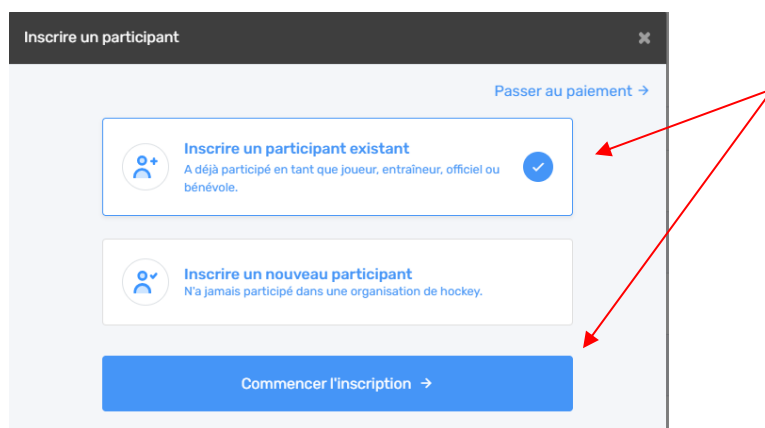 Inscrire un participant
Passer au paiement →
Inscrire un participant existant
A déjà participé en tant que joueur, entraîneur, officiel ou
bénévole.
Inscrire un nouveau participant
N'a jamais participé dans une organisation de hockey.
Commencer l'inscription →